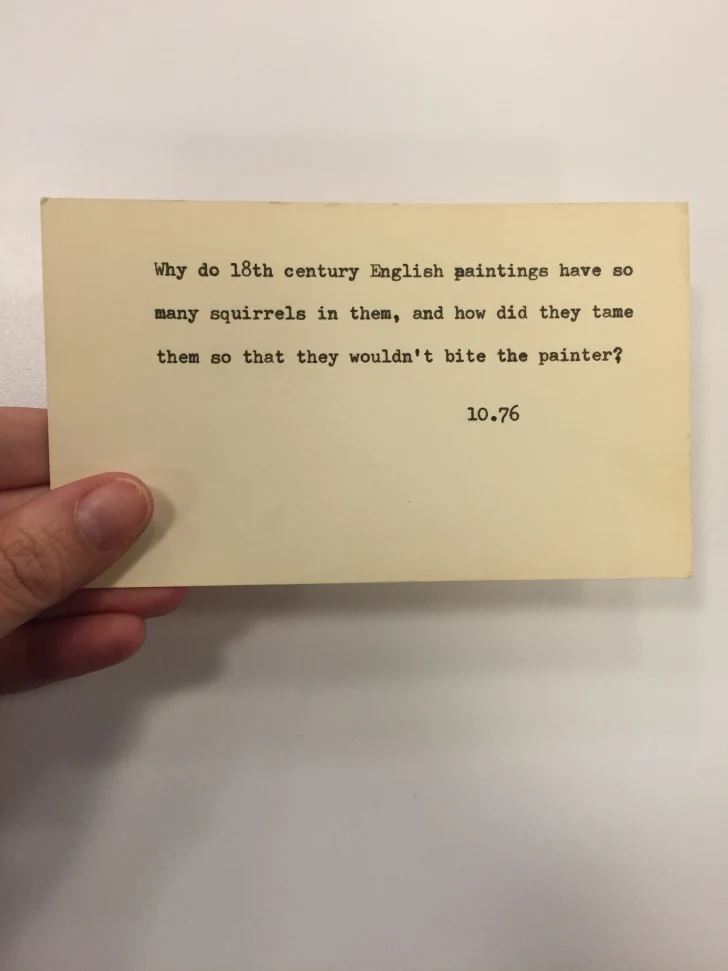 Why do 18th century English paintings have so
many squirrels in them, and how did they tame
them so that they wouldn't bite the painter?
10.76